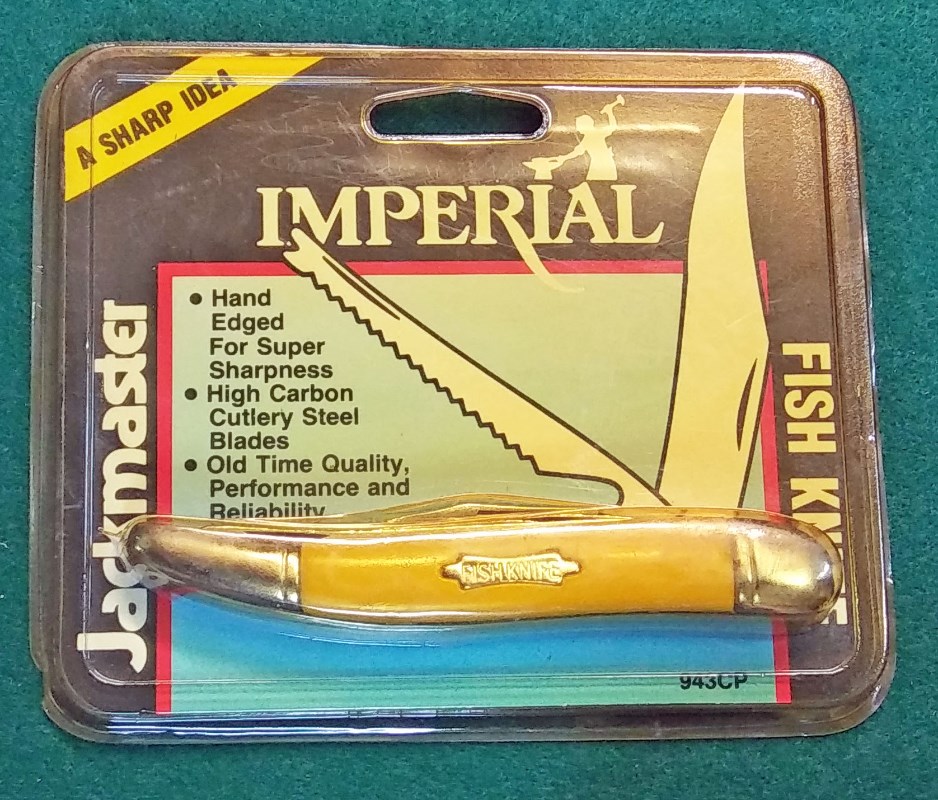 A SHARP IDEA
IMPERIAL
• Hand
Edged
For Super
Sharpness
• High Carbon
Cutlery Steel
Blades
• Old Time Quality,
Performance and
Reliability
Jackmaster
FISH KNIFE
FISH KNIFE
943CP